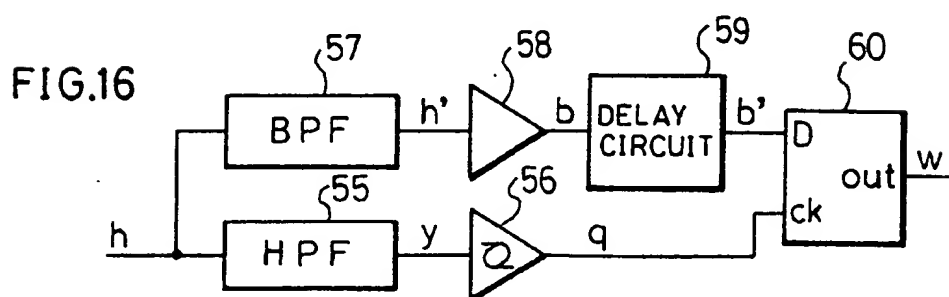 FIG.16
57
BPF
h'
58
b
59
DELAY
CIRCUIT
b'
60
D
out
w
ck
h
55
HPF
y
56
q